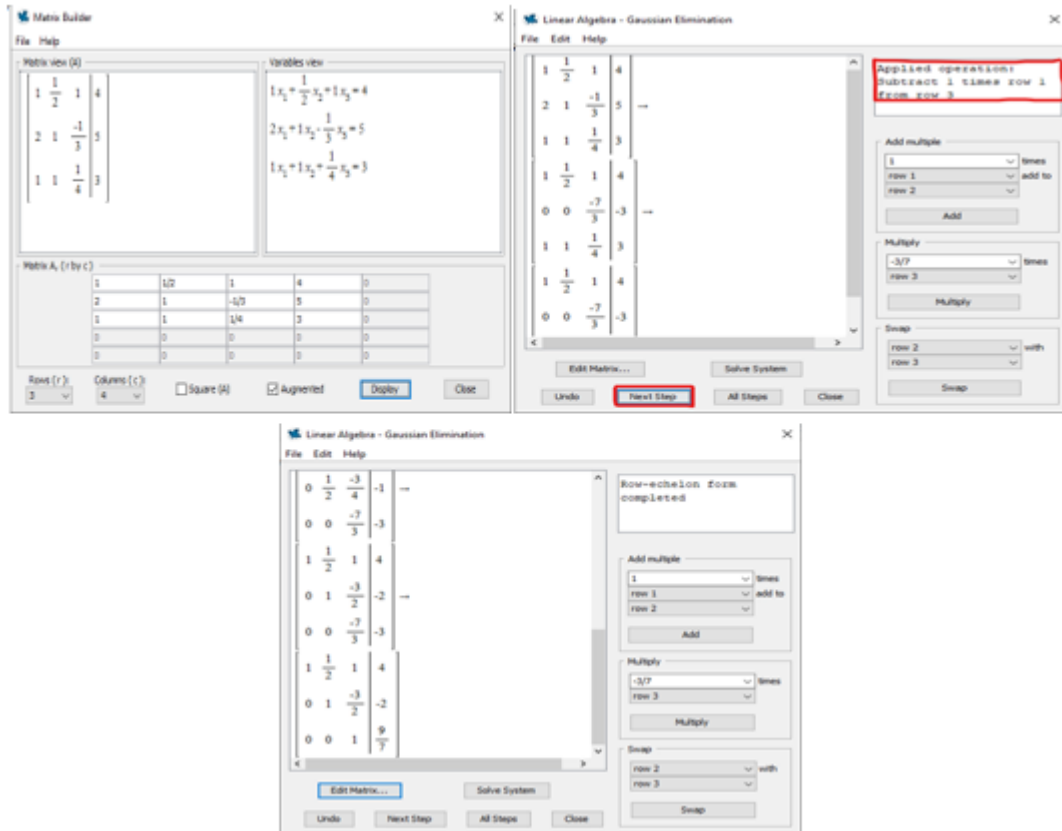 Matrix Builder
File Help
Matrix view (A)
1 1/2 1 | 4
2 1 -1/3 | 5
1 1 1/4 | 3
Variables view
1x₁+1/2x₂+1x₃=4
2x₁+1x₂-1/3x₃=5
1x₁+1x₂+1/4x₃=3
Matrix A, (r by c)
1 1/2 1 4 0
2 1 -1/3 5 0
1 1 1/4 3 0
0 0 0 0 0
0 0 0 0 0
Rows (r):
3
Columns (c):
4
Square (A)
Augmented
Display
Close
Linear Algebra - Gaussian Elimination
File Edit Help
1 1/2 1 | 4
2 1 -1/3 | 5 →
1 1 1/4 | 3
1 1/2 1 | 4
0 0 -7/3 | -3 →
1 1 1/4 | 3
1 1/2 1 | 4
0 0 -7/3 | -3
Applied operation:
Subtract 1 times row 1
from row 3
Add multiple
1 times
row 1 add to
row 2
Add
Multiply
-3/7 times
row 3
Multiply
Swap
row 2 with
row 3
Swap
Edit Matrix...
Solve System
Undo
Next Step
All Steps
Close
Linear Algebra - Gaussian Elimination
File Edit Help
0 1/2 -3/4 | -1 →
0 0 -7/3 | -3
1 1/2 1 | 4
0 1 -3/2 | -2 →
0 0 -7/3 | -3
1 1/2 1 | 4
0 1 -3/2 | -2
0 0 1 | 9/7
Row-echelon form
completed
Add multiple
1 times
row 1 add to
row 2
Add
Multiply
-3/7 times
row 3
Multiply
Swap
row 2 with
row 3
Swap
Edit Matrix...
Solve System
Undo
Next Step
All Steps
Close